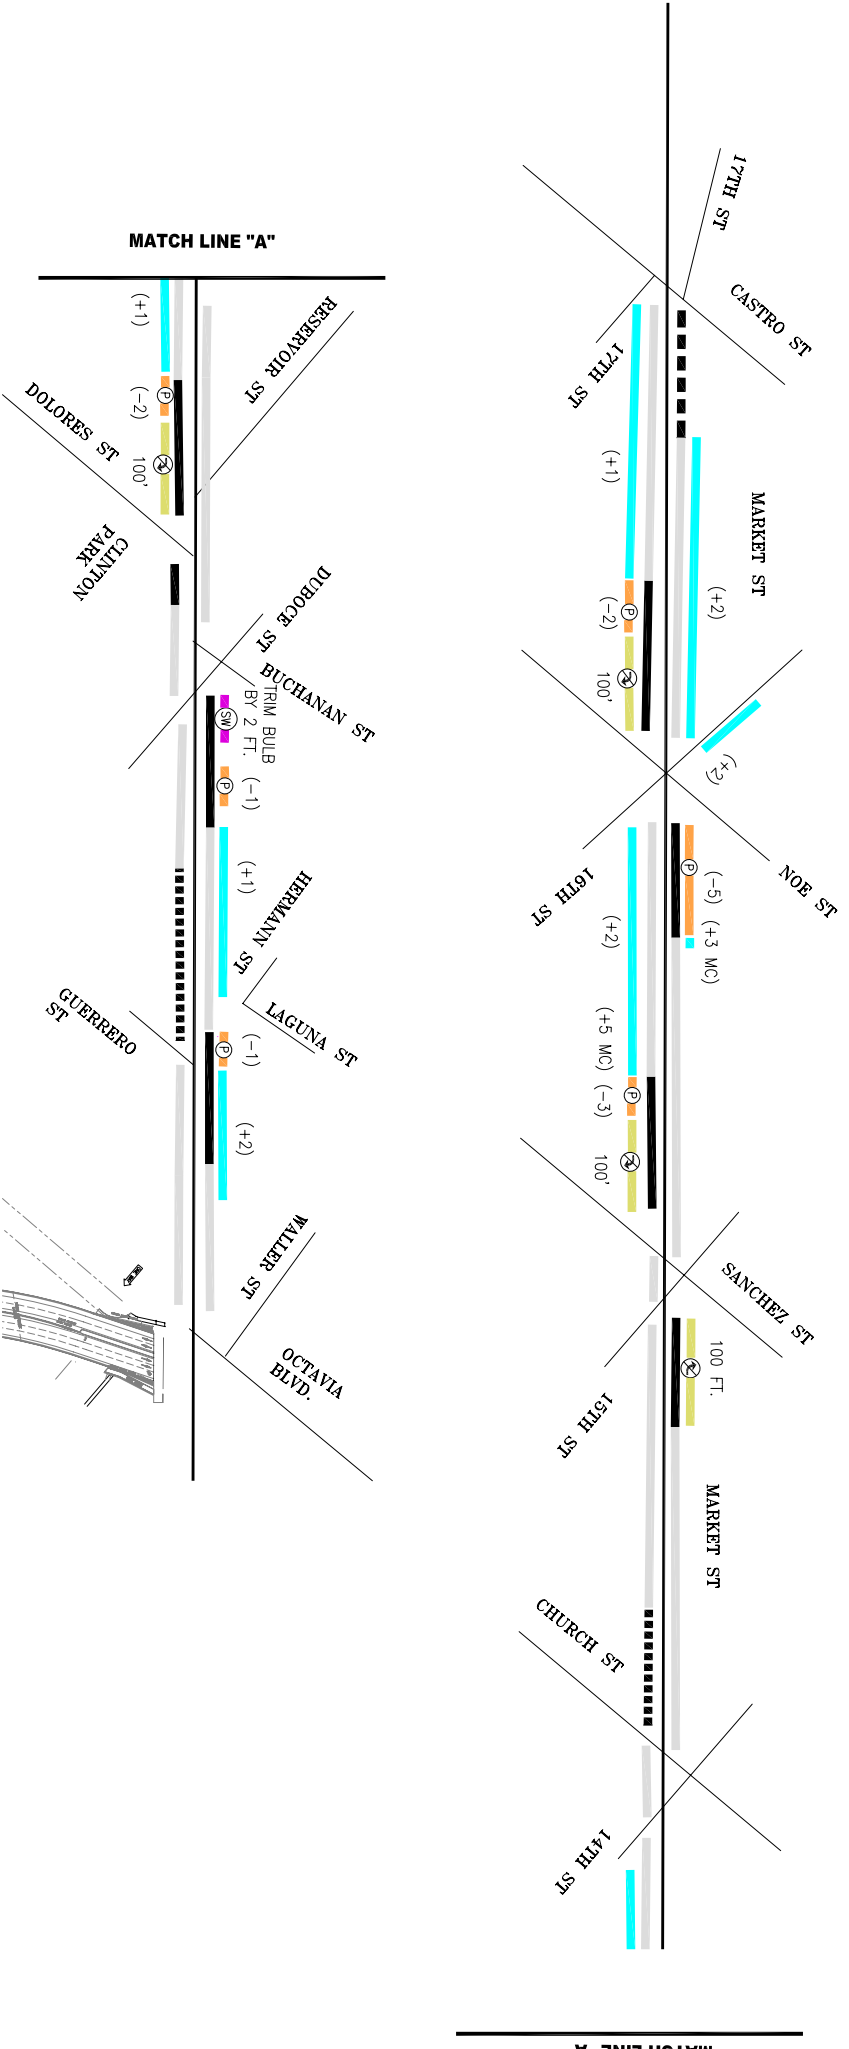 MATCH LINE "A"
(+1)
(-2)
100'
DOLORES ST
RESERVOIR ST
CLINTON
PARK
DUBOCE ST
BUCHANAN ST
TRIM BULB
BY 2 FT.
P
SW
P
(-1)
(+1)
HERMANN ST
LAGUNA ST
GUERRERO
ST
P
(-1)
(+2)
WALLER ST
OCTAVIA
BLVD.
17TH ST
CASTRO ST
17TH ST
(+1)
MARKET ST
(+2)
P
(-2)
100'
(+2)
NOE ST
16TH ST
P
(-5)
(+3 MC)
(+2)
(+5 MC)
P
(-3)
100'
SANCHEZ ST
100 FT.
15TH ST
MARKET ST
CHURCH ST
14TH ST